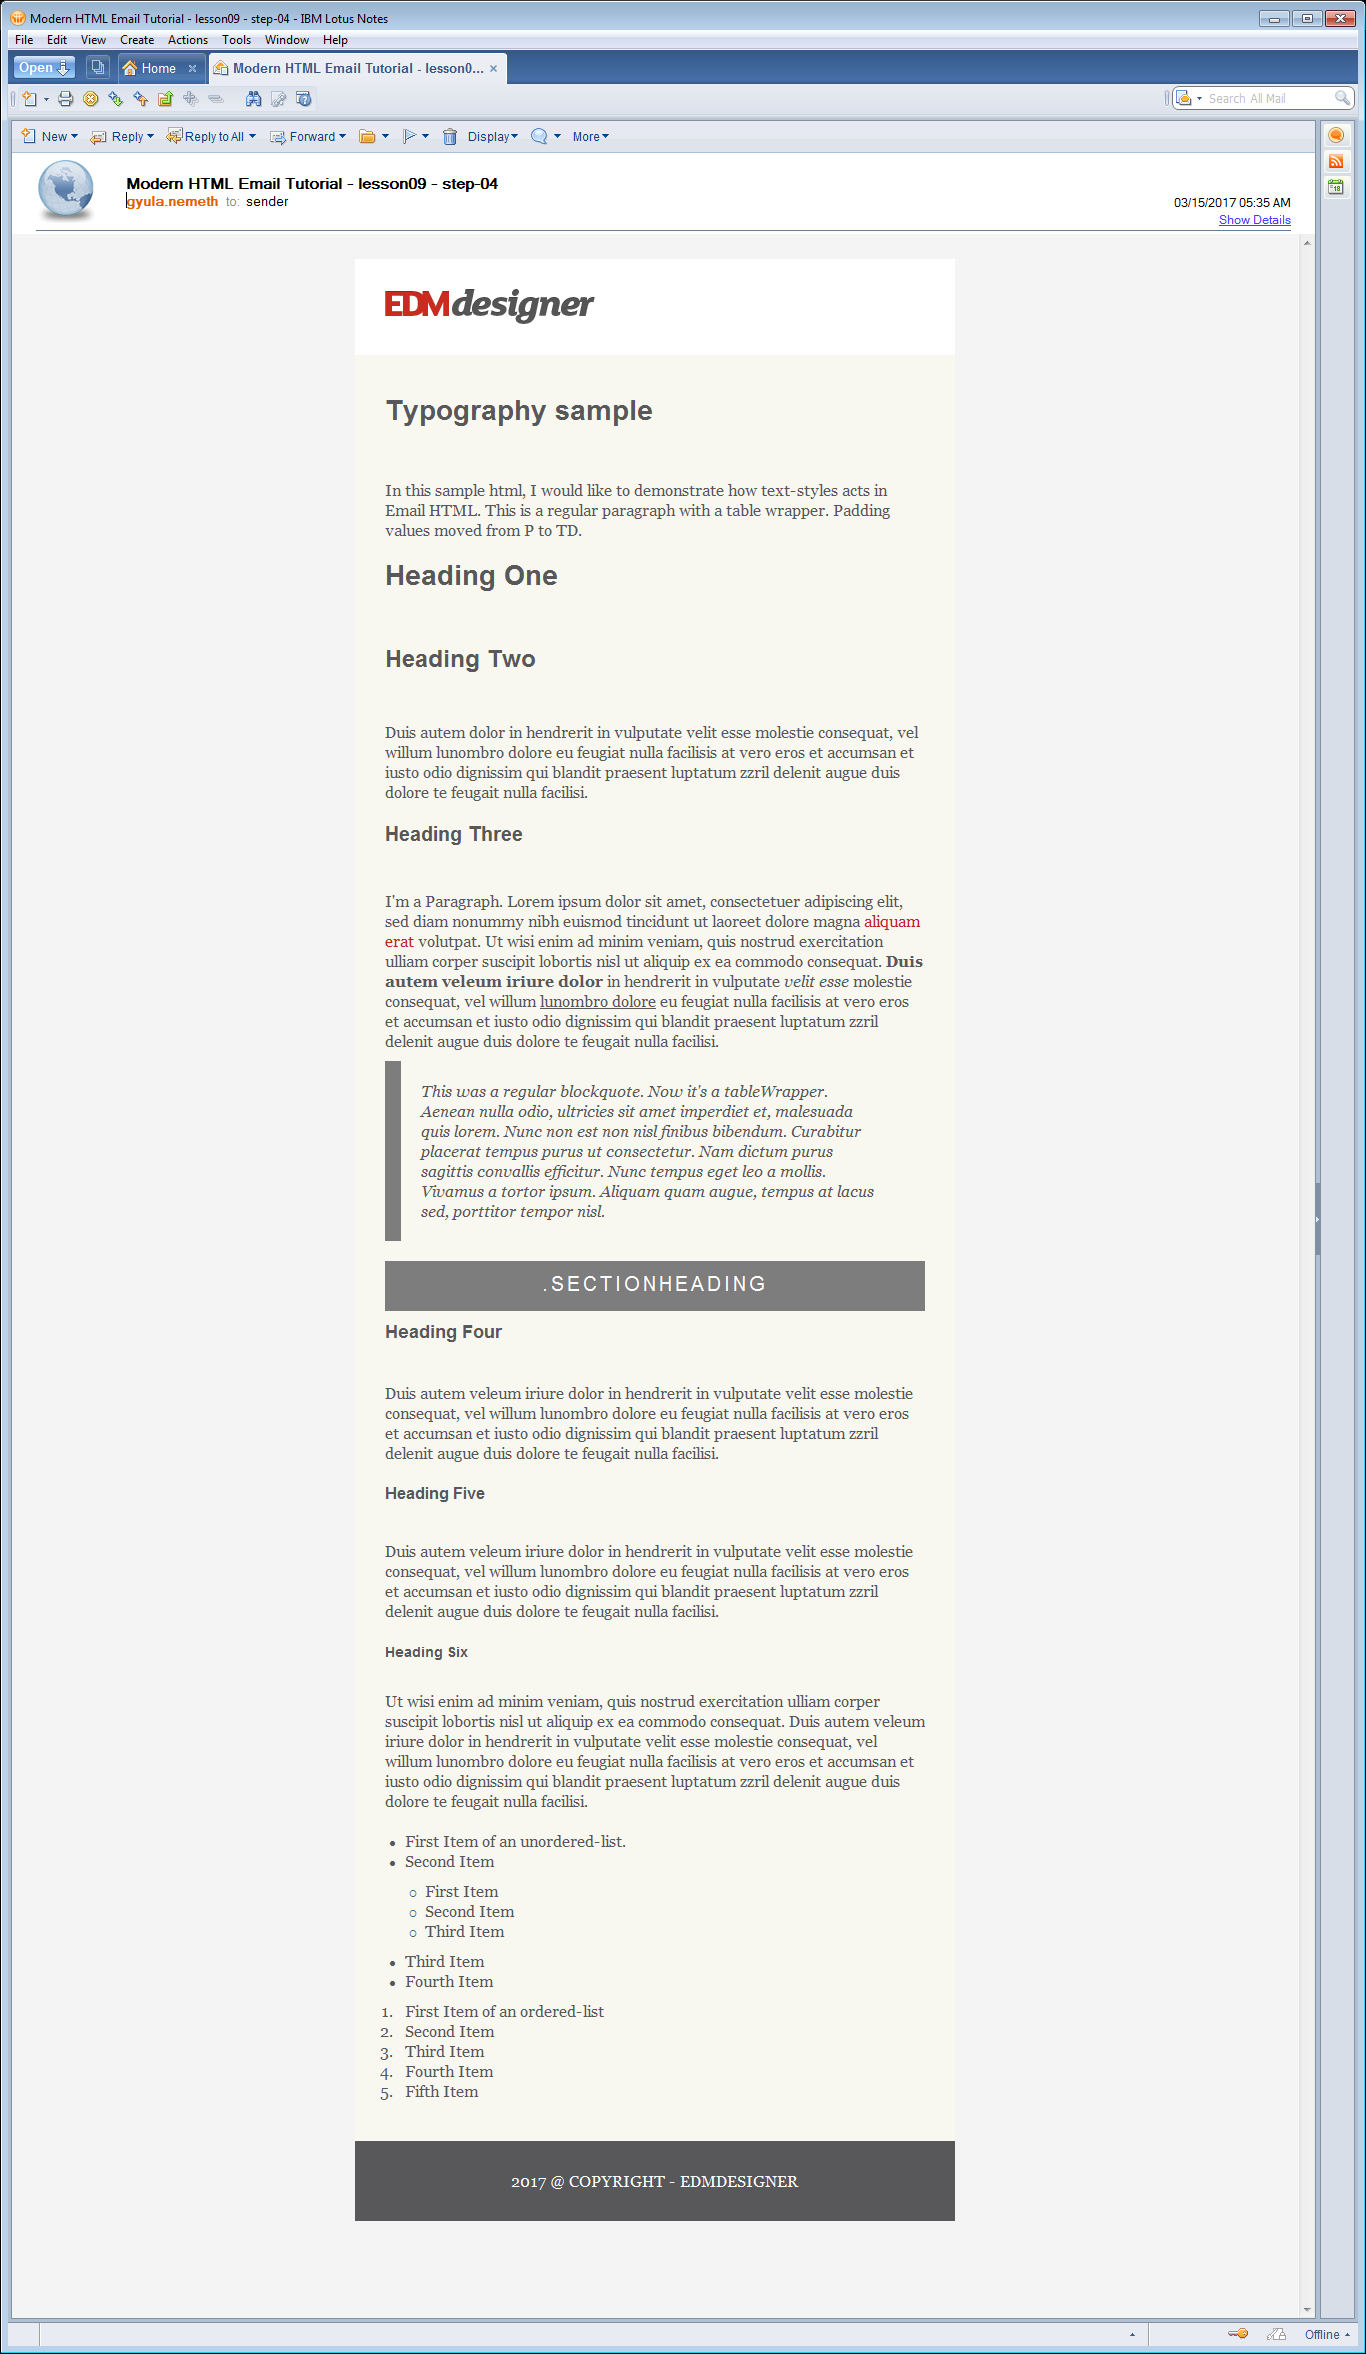 Modern HTML Email Tutorial - lesson09 - step-04 - IBM Lotus Notes
File Edit View Create Actions Tools Window Help
Open Home Modern HTML Email Tutorial - lesson0...
Search All Mail
New Reply Reply to All Forward Display More
Modern HTML Email Tutorial - lesson09 - step-04
gyula.nemeth to: sender
03/15/2017 05:35 AM
Show Details
EDMdesigner
Typography sample
In this sample html, I would like to demonstrate how text-styles acts in
Email HTML. This is a regular paragraph with a table wrapper. Padding
values moved from P to TD.
Heading One
Heading Two
Duis autem dolor in hendrerit in vulputate velit esse molestie consequat, vel
willum lunombro dolore eu feugiat nulla facilisis at vero eros et accumsan et
iusto odio dignissim qui blandit praesent luptatum zzril delenit augue duis
dolore te feugait nulla facilisi.
Heading Three
I'm a Paragraph. Lorem ipsum dolor sit amet, consectetuer adipiscing elit,
sed diam nonummy nibh euismod tincidunt ut laoreet dolore magna aliquam
erat volutpat. Ut wisi enim ad minim veniam, quis nostrud exercitation
ulliam corper suscipit lobortis nisl ut aliquip ex ea commodo consequat. Duis
autem veleum iriure dolor in hendrerit in vulputate velit esse molestie
consequat, vel willum lunombro dolore eu feugiat nulla facilisis at vero eros
et accumsan et iusto odio dignissim qui blandit praesent luptatum zzril
delenit augue duis dolore te feugait nulla facilisi.
This was a regular blockquote. Now it's a tableWrapper.
Aenean nulla odio, ultricies sit amet imperdiet et, malesuada
quis lorem. Nunc non est non nisl finibus bibendum. Curabitur
placerat tempus purus ut consectetur. Nam dictum purus
sagittis convallis efficitur. Nunc tempus eget leo a mollis.
Vivamus a tortor ipsum. Aliquam quam augue, tempus at lacus
sed, porttitor tempor nisl.
.SECTIONHEADING
Heading Four
Duis autem veleum iriure dolor in hendrerit in vulputate velit esse molestie
consequat, vel willum lunombro dolore eu feugiat nulla facilisis at vero eros
et accumsan et iusto odio dignissim qui blandit praesent luptatum zzril
delenit augue duis dolore te feugait nulla facilisi.
Heading Five
Duis autem veleum iriure dolor in hendrerit in vulputate velit esse molestie
consequat, vel willum lunombro dolore eu feugiat nulla facilisis at vero eros
et accumsan et iusto odio dignissim qui blandit praesent luptatum zzril
delenit augue duis dolore te feugait nulla facilisi.
Heading Six
Ut wisi enim ad minim veniam, quis nostrud exercitation ulliam corper
suscipit lobortis nisl ut aliquip ex ea commodo consequat. Duis autem veleum
iriure dolor in hendrerit in vulputate velit esse molestie consequat, vel
willum lunombro dolore eu feugiat nulla facilisis at vero eros et accumsan et
iusto odio dignissim qui blandit praesent luptatum zzril delenit augue duis
dolore te feugait nulla facilisi.
• First Item of an unordered-list.
• Second Item
○ First Item
○ Second Item
○ Third Item
• Third Item
• Fourth Item
1. First Item of an ordered-list
2. Second Item
3. Third Item
4. Fourth Item
5. Fifth Item
2017 @ COPYRIGHT - EDMDESIGNER
Offline